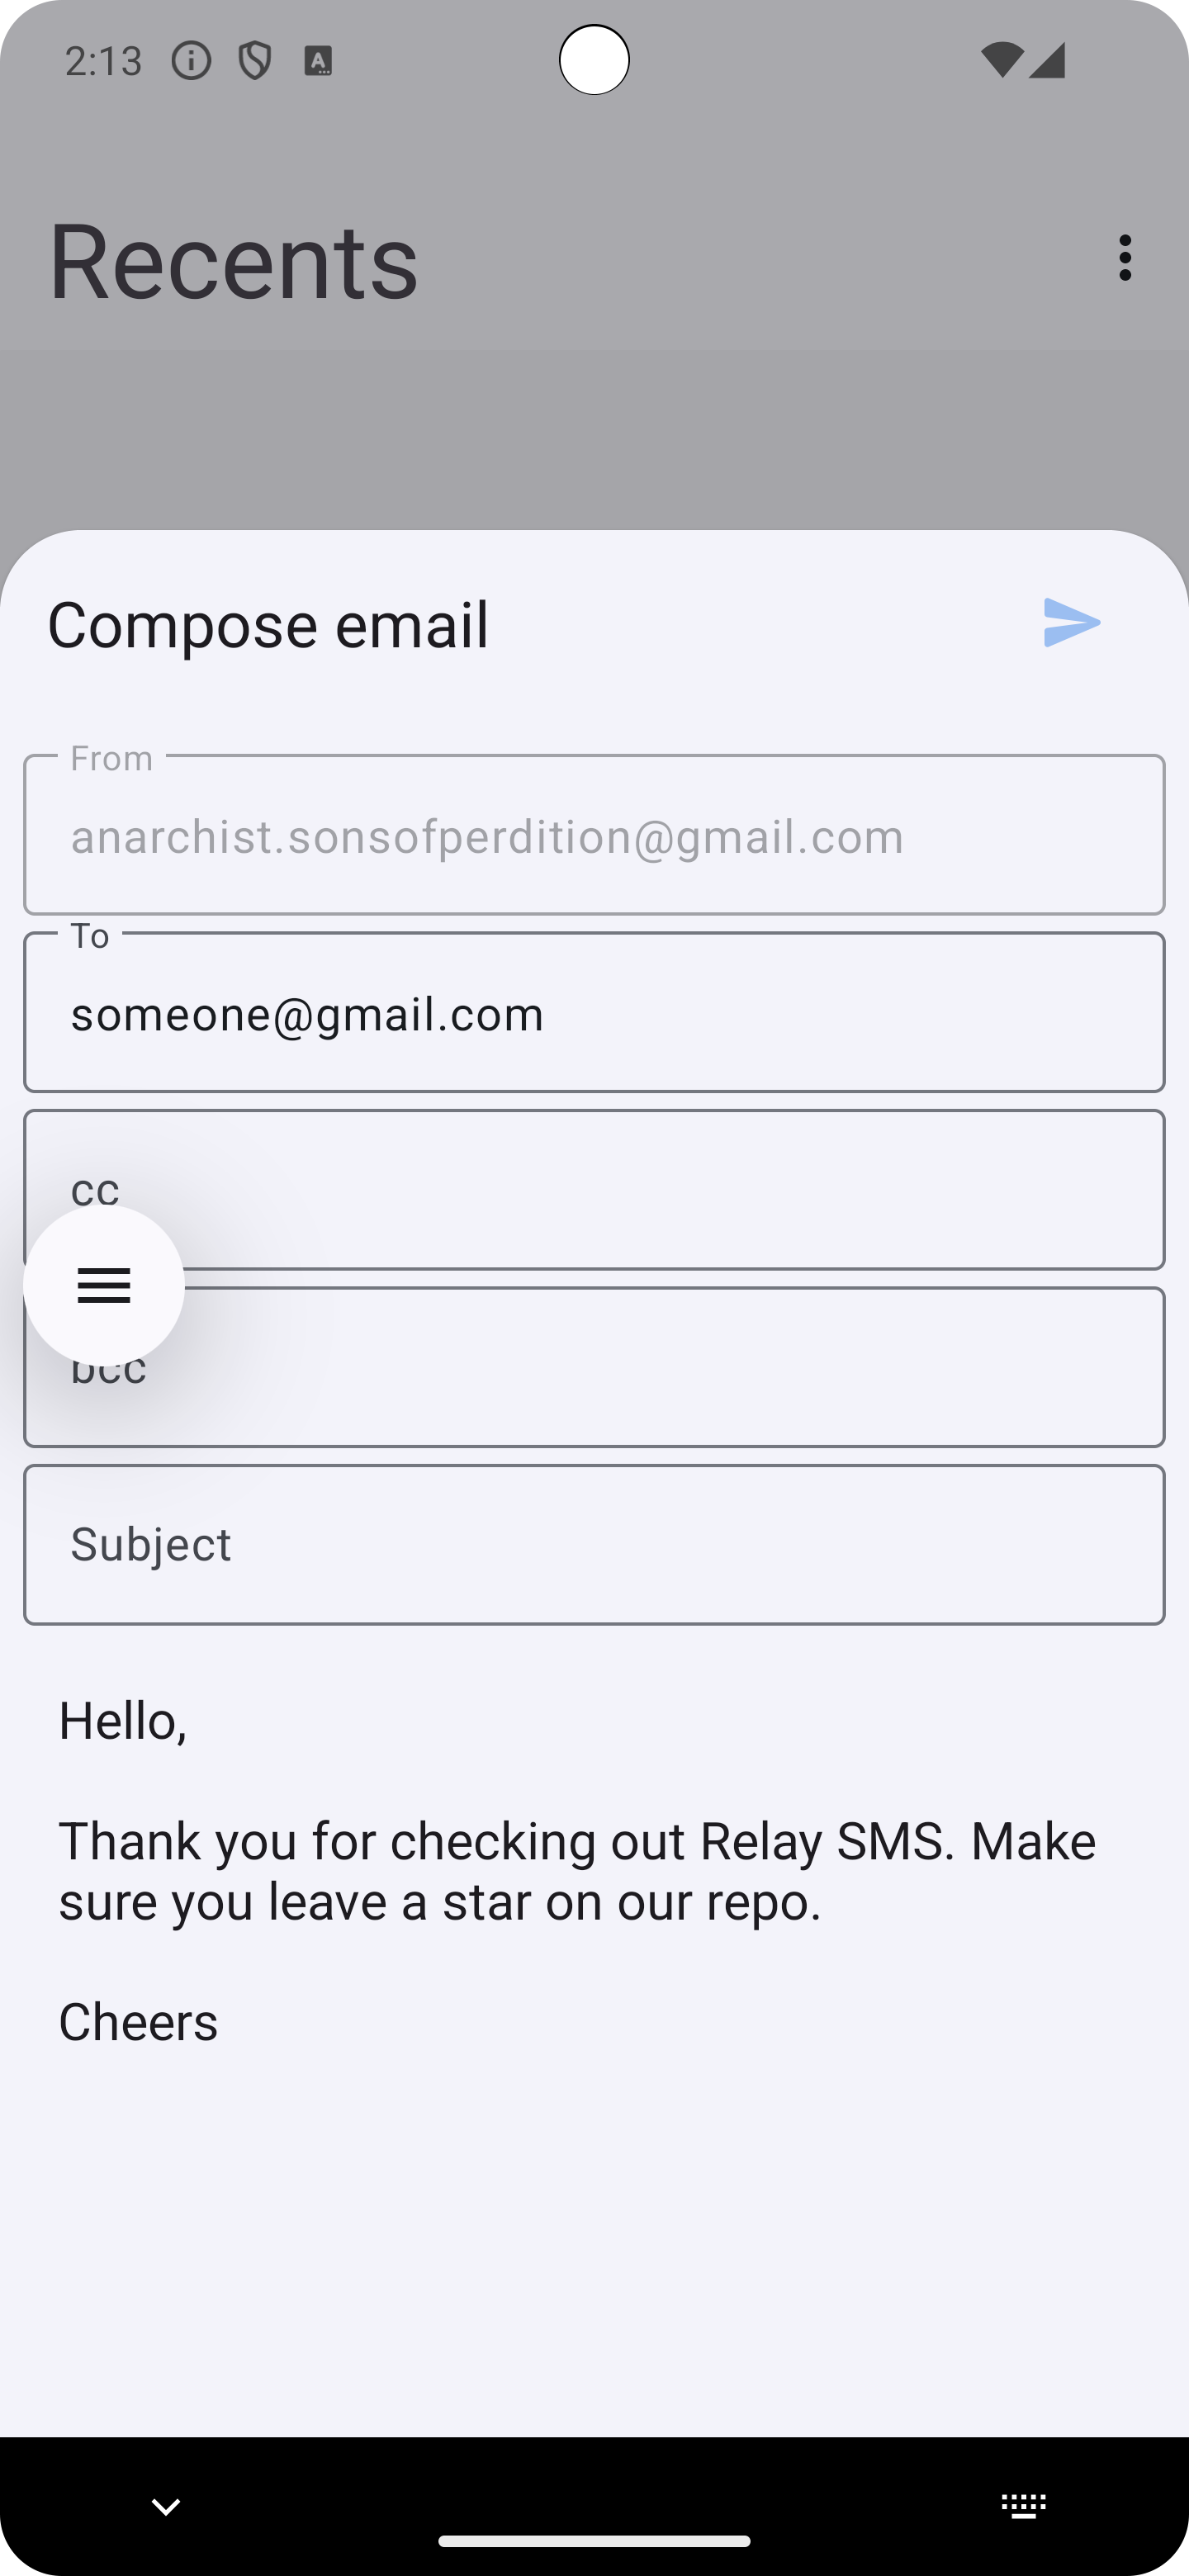 2:13
Recents
Compose email
From
anarchist.sonsofperdition@gmail.com
To
someone@gmail.com
cc
bcc
Subject
Hello,
Thank you for checking out Relay SMS. Make
sure you leave a star on our repo.
Cheers